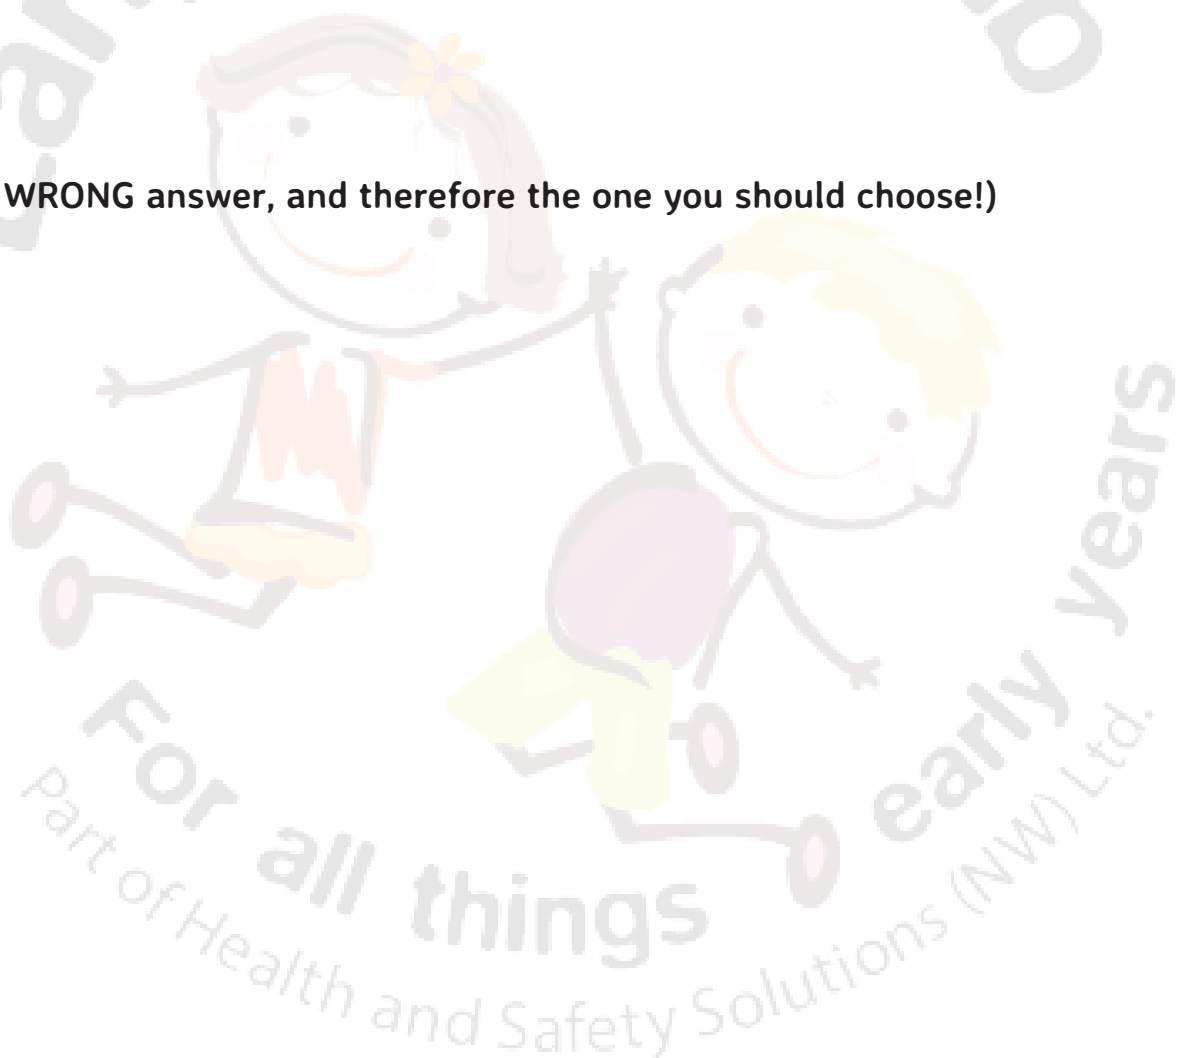 WRONG answer, and therefore the one you should choose!)
For all things early years
Part of Health and Safety Solutions (NW) Ltd.